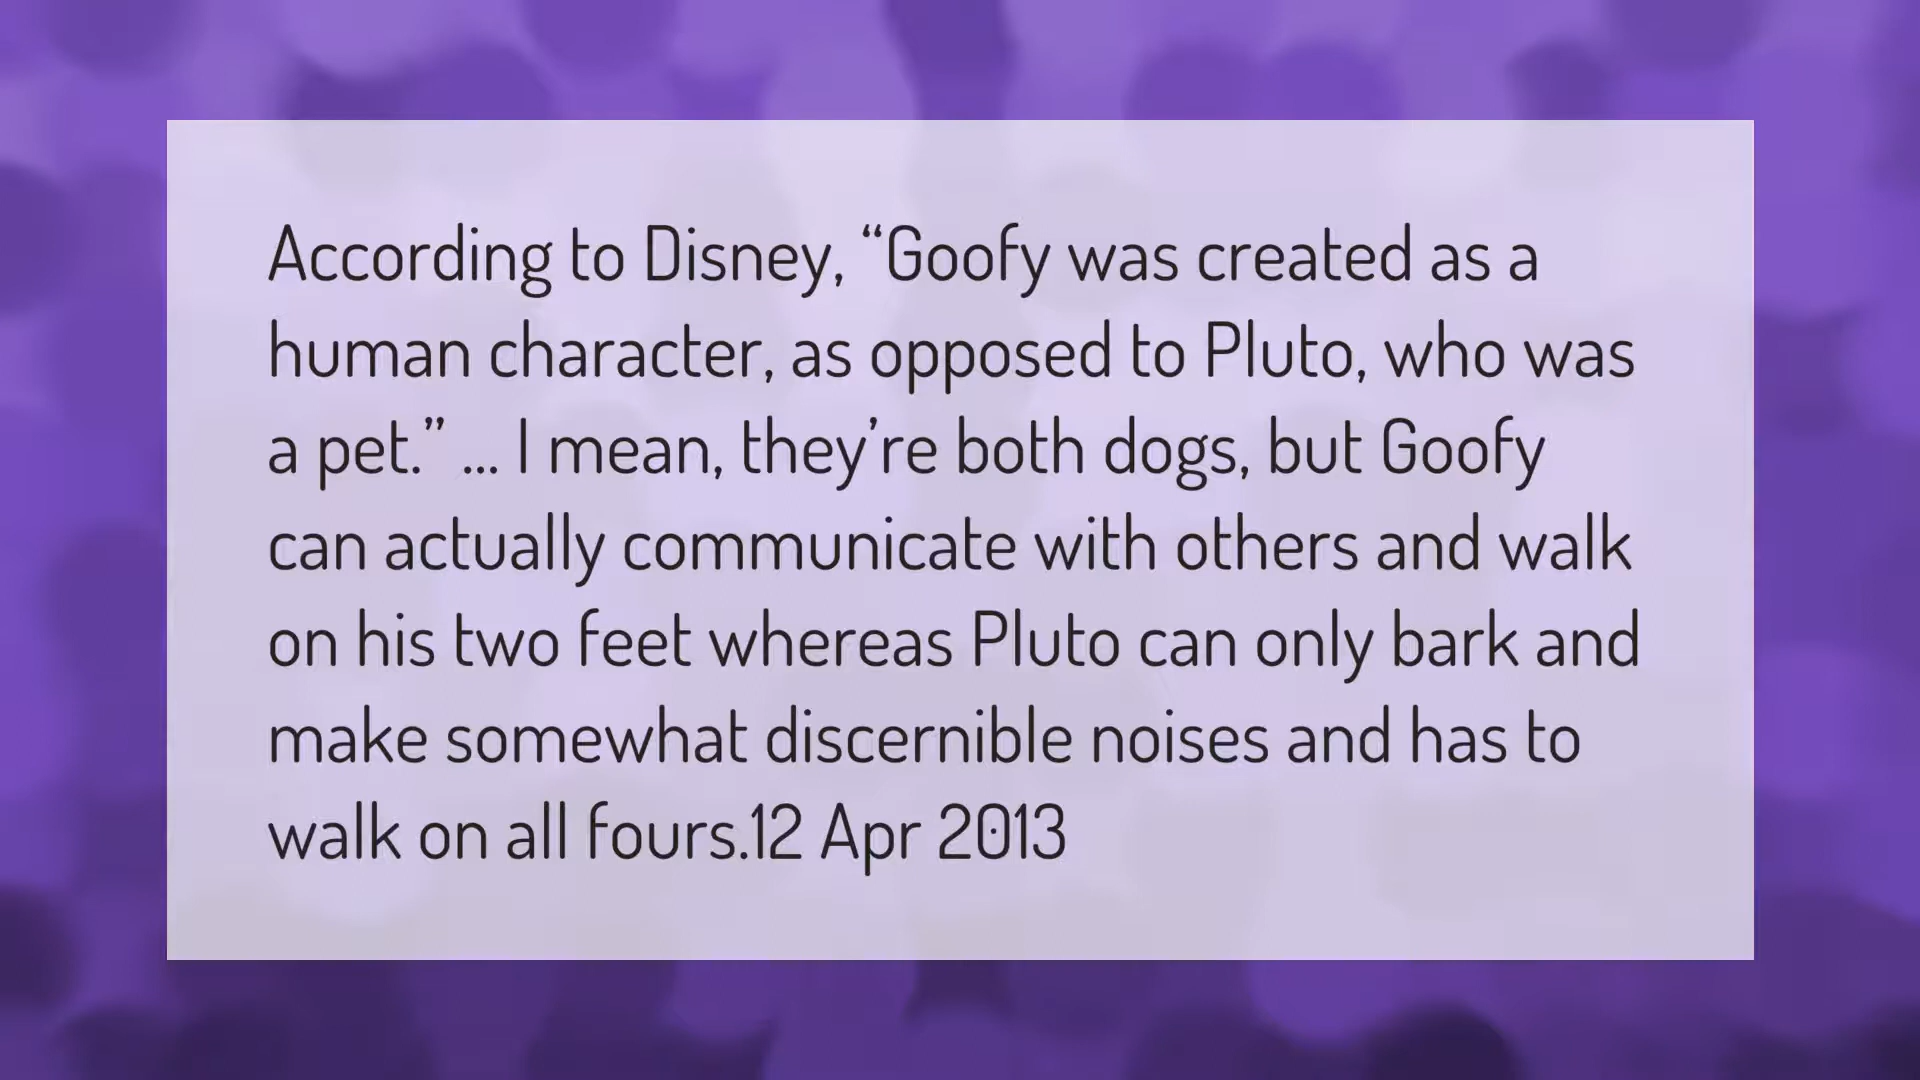 According to Disney, “Goofy was created as a
human character, as opposed to Pluto, who was
a pet.” ... I mean, they’re both dogs, but Goofy
can actually communicate with others and walk
on his two feet whereas Pluto can only bark and
make somewhat discernible noises and has to
walk on all fours.12 Apr 2013